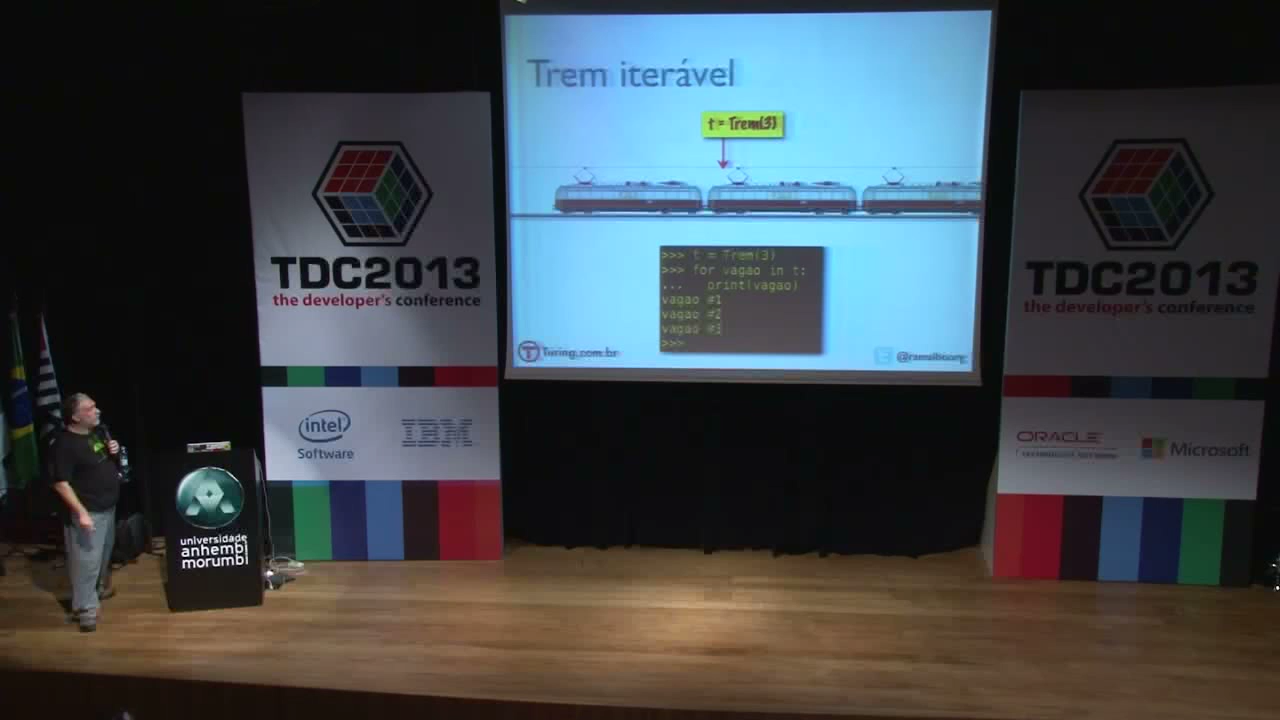 Trem iterável
t = Trem(3)
>>> t = Trem(3)
>>> for vagao in t:
... print(vagao)
vagao #1
vagao #2
vagao #3
>>>
Turing.com.br
@ramalhoorg
TDC2013
the developer's conference
intel
Software
IBM
universidade
anhembi
morumbi
TDC2013
the developer's conference
ORACLE
Microsoft